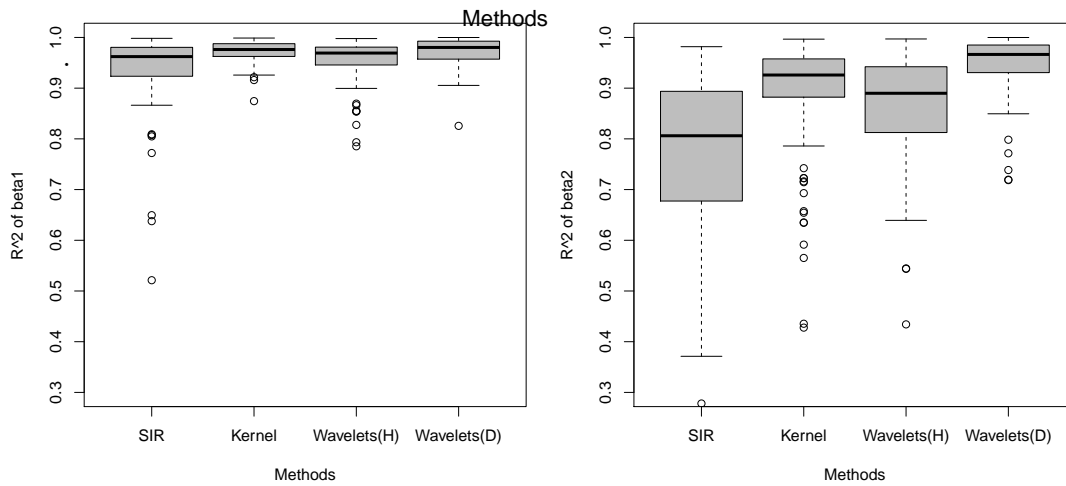 Methods
R^2 of beta1
1.0
0.9
0.8
0.7
0.6
0.5
0.4
0.3
SIR Kernel Wavelets(H) Wavelets(D)
Methods
R^2 of beta2
1.0
0.9
0.8
0.7
0.6
0.5
0.4
0.3
SIR Kernel Wavelets(H) Wavelets(D)
Methods